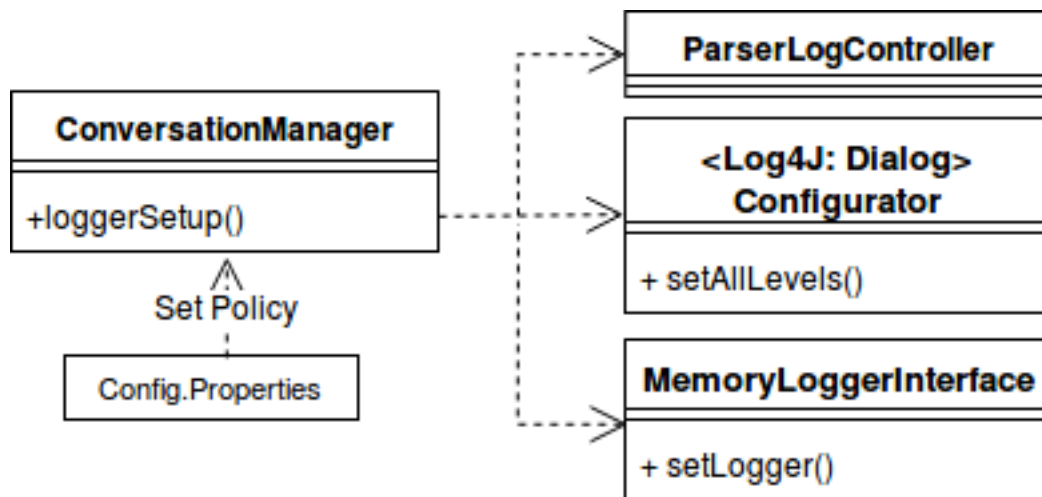 ParserLogController
ConversationManager
+loggerSetup()
<Log4J: Dialog>
Configurator
+ setAllLevels()
Set Policy
Config.Properties
MemoryLoggerInterface
+ setLogger()